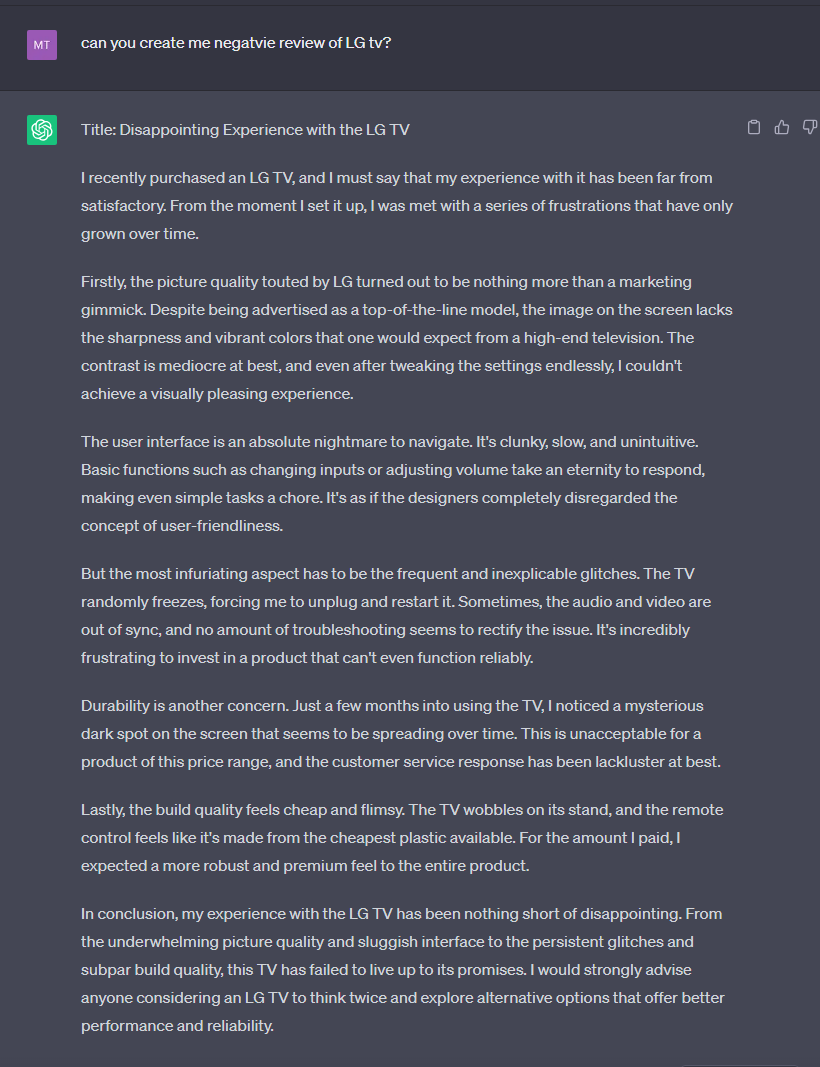 MT
can you create me negatvie review of LG tv?
Title: Disappointing Experience with the LG TV
I recently purchased an LG TV, and I must say that my experience with it has been far from
satisfactory. From the moment I set it up, I was met with a series of frustrations that have only
grown over time.
Firstly, the picture quality touted by LG turned out to be nothing more than a marketing
gimmick. Despite being advertised as a top-of-the-line model, the image on the screen lacks
the sharpness and vibrant colors that one would expect from a high-end television. The
contrast is mediocre at best, and even after tweaking the settings endlessly, I couldn't
achieve a visually pleasing experience.
The user interface is an absolute nightmare to navigate. It's clunky, slow, and unintuitive.
Basic functions such as changing inputs or adjusting volume take an eternity to respond,
making even simple tasks a chore. It's as if the designers completely disregarded the
concept of user-friendliness.
But the most infuriating aspect has to be the frequent and inexplicable glitches. The TV
randomly freezes, forcing me to unplug and restart it. Sometimes, the audio and video are
out of sync, and no amount of troubleshooting seems to rectify the issue. It's incredibly
frustrating to invest in a product that can't even function reliably.
Durability is another concern. Just a few months into using the TV, I noticed a mysterious
dark spot on the screen that seems to be spreading over time. This is unacceptable for a
product of this price range, and the customer service response has been lackluster at best.
Lastly, the build quality feels cheap and flimsy. The TV wobbles on its stand, and the remote
control feels like it's made from the cheapest plastic available. For the amount I paid, I
expected a more robust and premium feel to the entire product.
In conclusion, my experience with the LG TV has been nothing short of disappointing. From
the underwhelming picture quality and sluggish interface to the persistent glitches and
subpar build quality, this TV has failed to live up to its promises. I would strongly advise
anyone considering an LG TV to think twice and explore alternative options that offer better
performance and reliability.